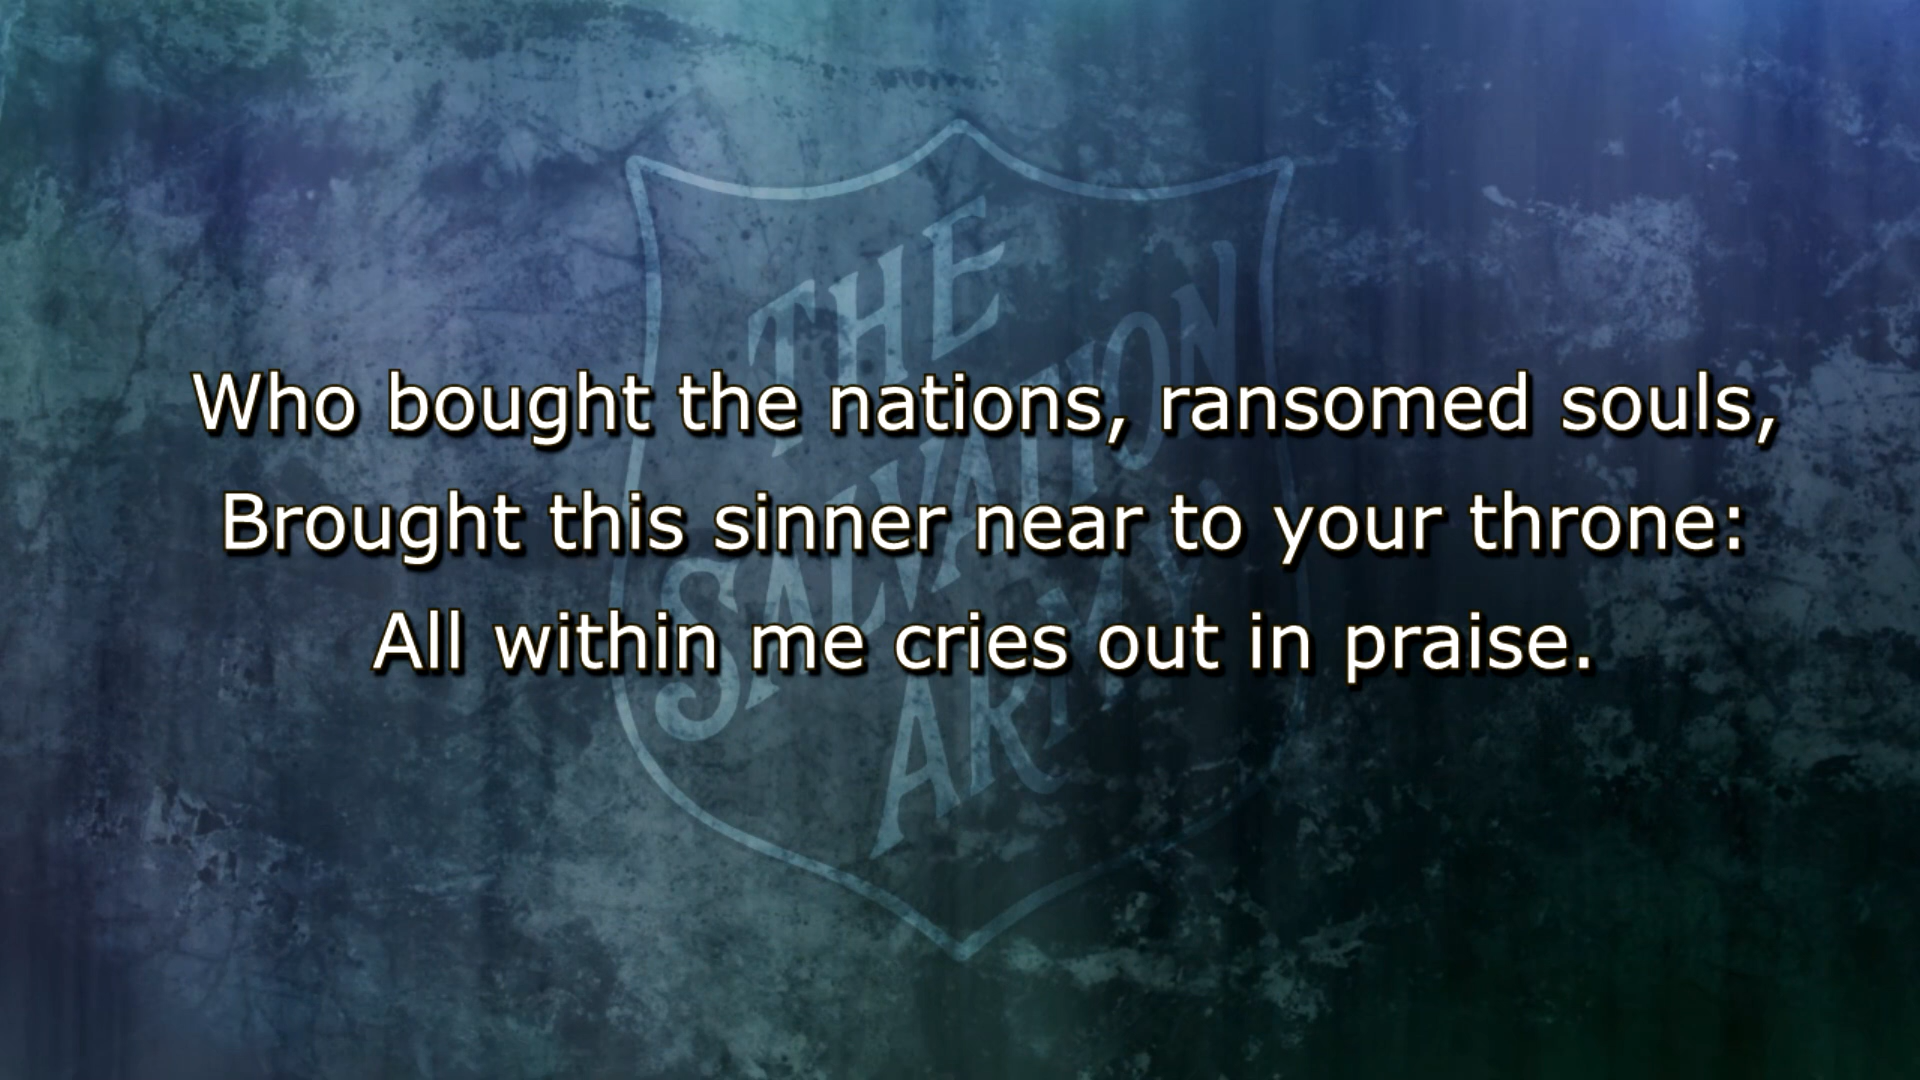 THE
SALVATION
ARMY
Who bought the nations, ransomed souls,
Brought this sinner near to your throne:
All within me cries out in praise.